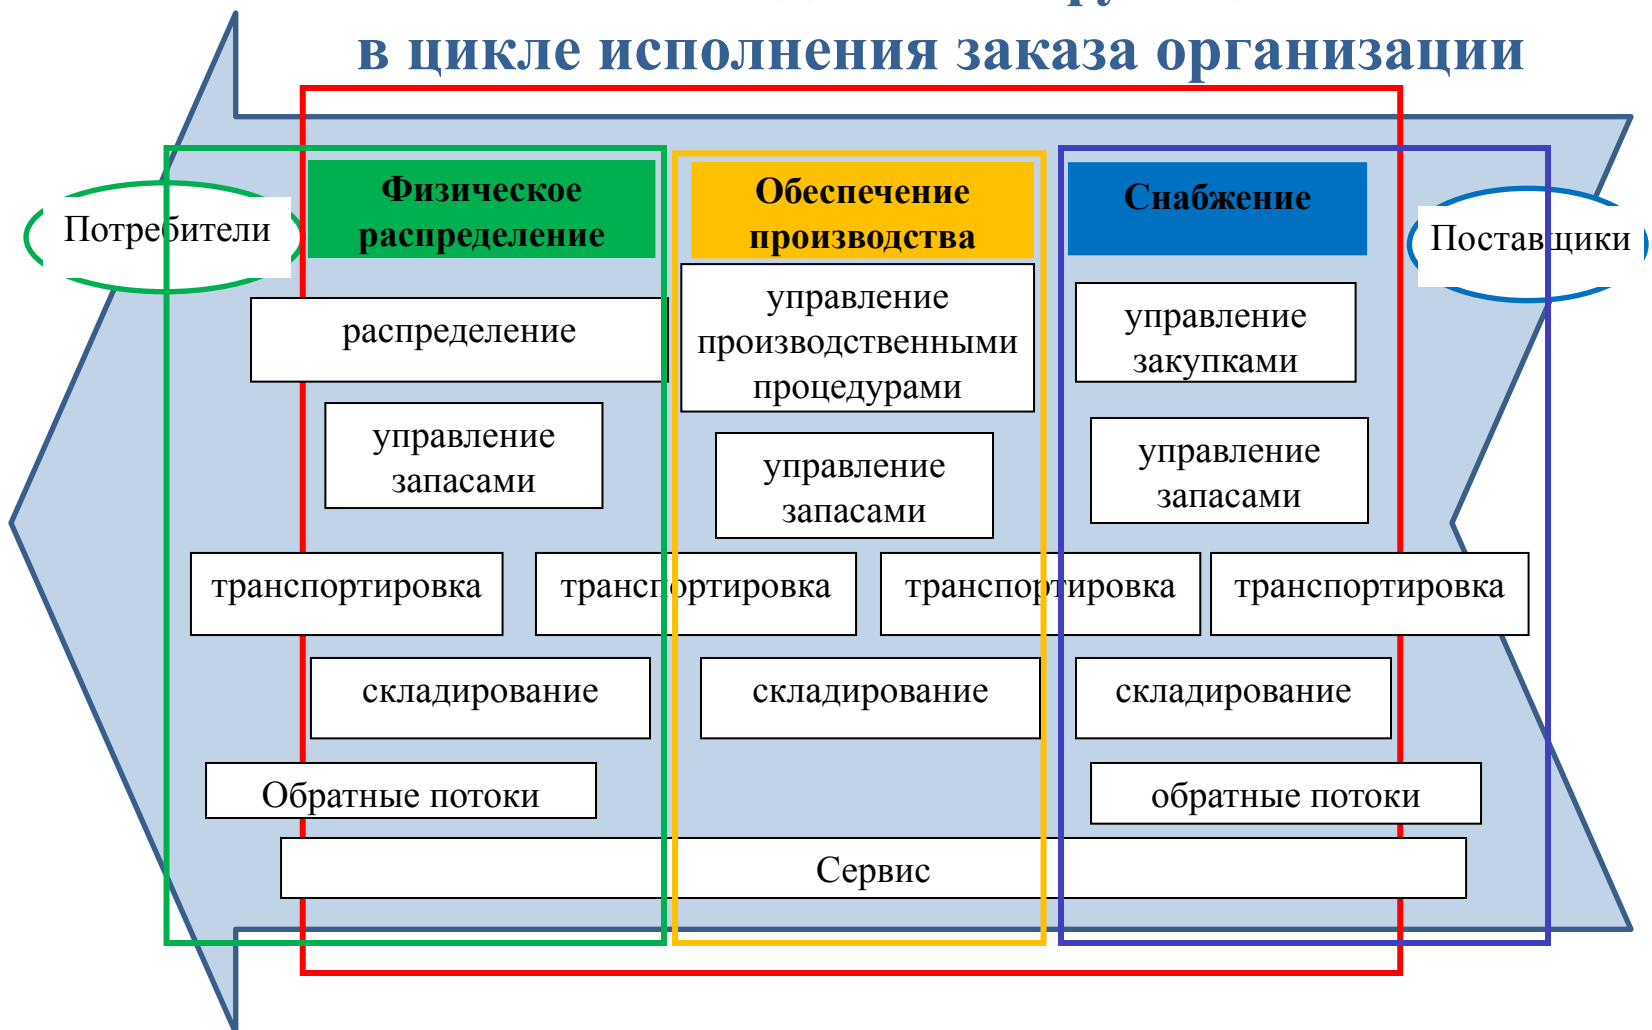 в цикле исполнения заказа организации
Потребители
Физическое
распределение
Обеспечение
производства
Снабжение
Поставщики
распределение
управление
производственными
процедурами
управление
закупками
управление
запасами
управление
запасами
управление
запасами
транспортировка
транспортировка
транспортировка
транспортировка
складирование
складирование
складирование
Обратные потоки
обратные потоки
Сервис